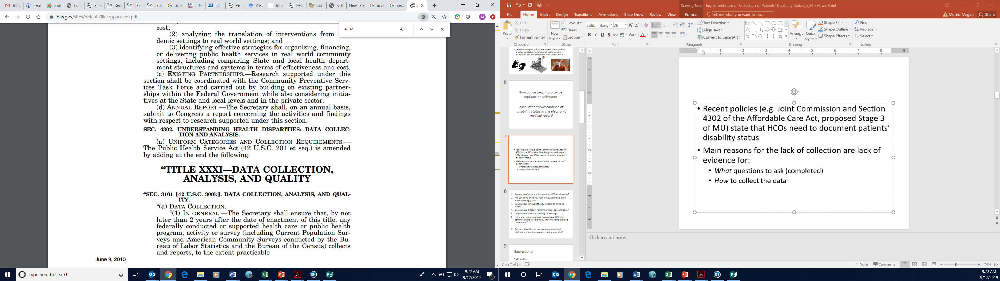 Inbo
Sent
Jour
Edit
albr
Rec
Tabl
Tabl
ame
IID-
Estir
Prov
Asso
Info
Rec
Con
KTR
New Tab
acce
sect
hhs.gov/sites/default/files/ppacacon.pdf
4302
4/11
cost;
(2) analyzing the translation of interventions from
demic settings to real world settings; and
(3) identifying effective strategies for organizing, financing,
or delivering public health services in real world community
settings, including comparing State and local health depart-
ment structures and systems in terms of effectiveness and cost.
(c) EXISTING PARTNERSHIPS.—Research supported under this
section shall be coordinated with the Community Preventive Serv-
ices Task Force and carried out by building on existing partner-
ships within the Federal Government while also considering initia-
tives at the State and local levels and in the private sector.
(d) ANNUAL REPORT.—The Secretary shall, on an annual basis,
submit to Congress a report concerning the activities and findings
with respect to research supported under this section.
SEC. 4302. UNDERSTANDING HEALTH DISPARITIES: DATA COLLEC-
TION AND ANALYSIS.
(a) UNIFORM CATEGORIES AND COLLECTION REQUIREMENTS.—
The Public Health Service Act (42 U.S.C. 201 et seq.) is amended
by adding at the end the following:
“TITLE XXXI—DATA COLLECTION,
ANALYSIS, AND QUALITY
“SEC. 3101 [42 U.S.C. 300k]. DATA COLLECTION, ANALYSIS, AND QUAL-
ITY.
“(a) DATA COLLECTION.—
“(1) IN GENERAL.—The Secretary shall ensure that, by not
later than 2 years after the date of enactment of this title, any
federally conducted or supported health care or public health
program, activity or survey (including Current Population Sur-
veys and American Community Surveys conducted by the Bu-
reau of Labor Statistics and the Bureau of the Census) collects
and reports, to the extent practicable—
June 9, 2010
Type here to search
9:22 AM
9/12/2019
Drawing Tools
Implementation of Collection of Patients' Disability Status_6_24 - PowerPoint
File
Home
Insert
Design
Transitions
Animations
Slide Show
Review
View
Format
Tell me what you want to do...
Morris, Megan
Share
Paste
Cut
Copy
Format Painter
Clipboard
New
Slide
Layout
Reset
Section
Slides
Calibri (Body)
28
Font
Text Direction
Align Text
Convert to SmartArt
Paragraph
Arrange
Quick
Styles
Shape Fill
Shape Outline
Shape Effects
Drawing
Find
Replace
Select
Editing
• Healthcare organizations are legally mandated to
provide equitable healthcare to patients with
disabilities per the Americans with Disabilities Act.
6
How do we begin to provide
equitable healthcare:
consistent documentation of
disability status in the electronic
medical record
7
• Recent policies (e.g. Joint Commission and Section
4302 of the Affordable Care Act, proposed Stage 3
of MU) state that HCOs need to document patients’
disability status
• Main reasons for the lack of collection are lack of
evidence for:
• What questions to ask (completed)
• How to collect the data
8
1. Are you deaf or do you have serious difficulty hearing?
2. Are you blind or do you have difficulty seeing, even
when wearing glasses?
3. Do you have serious difficulty walking or climbing
stairs?
4. Do you have difficulty remembering or concentrating?
5. Do you have difficulty dressing or bathing?
6. Using your usual language, do you have difficulty
communicating (for example, understanding or being
understood)?
7. Due to a disability, do you need any additional
assistance or accommodations during your visit?
9
Background
• UCHealth...
• Recent policies (e.g. Joint Commission and Section
4302 of the Affordable Care Act, proposed Stage 3
of MU) state that HCOs need to document patients’
disability status
• Main reasons for the lack of collection are lack of
evidence for:
• What questions to ask (completed)
• How to collect the data
Click to add notes
Slide 7 of 24
Notes
Comments
74%
9:22 AM
9/12/2019